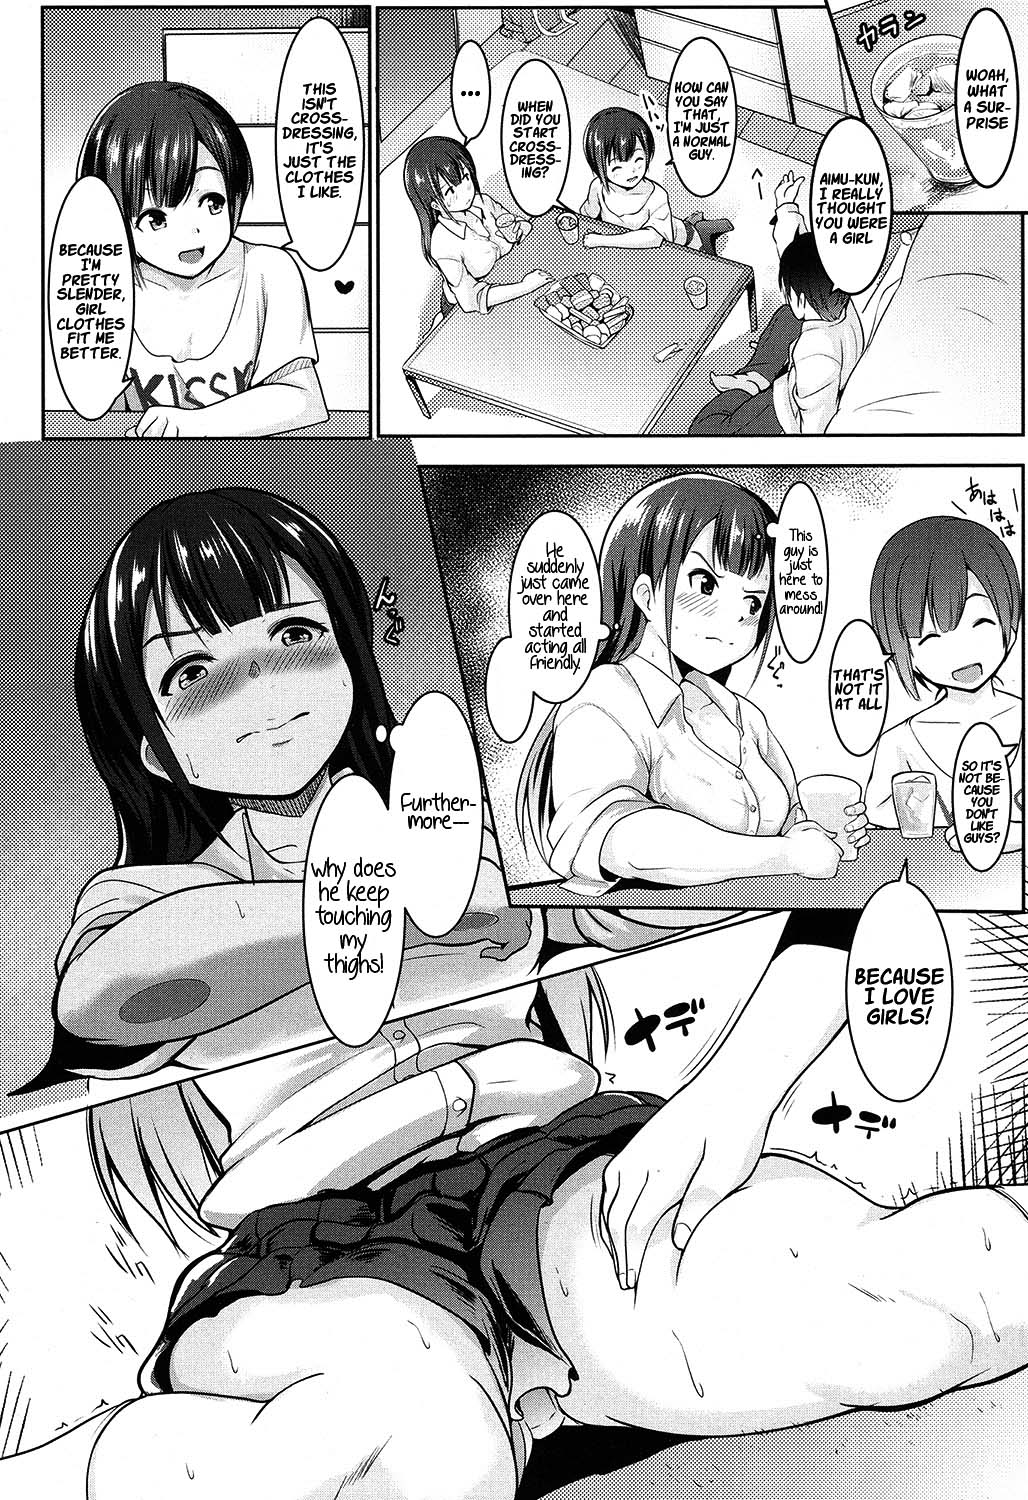 WOAH,
WHAT
A SUR-
PRISE
カラン
AIMU-KUN,
I REALLY
THOUGHT
YOU WERE
A GIRL
HOW CAN
YOU SAY
THAT,
I'M JUST
A NORMAL
GUY.
WHEN
DID YOU
START
CROSS-
DRESS-
ING?
...
THIS
ISN'T
CROSS-
DRESSING,
IT'S
JUST THE
CLOTHES
I LIKE.
BECAUSE
I'M
PRETTY
SLENDER,
GIRL
CLOTHES
FIT ME
BETTER.
KISS
あはははは
This
guy is
just
here to
mess
around!
He
suddenly
just came
over here
and
started
acting all
friendly.
THAT'S
NOT IT
AT ALL
SO IT'S
NOT BE-
CAUSE
YOU
DON'T
LIKE
GUYS?
BECAUSE
I LOVE
GIRLS!
Further-
more—
why does
he keep
touching
my
thighs!
ナデ
ナデ